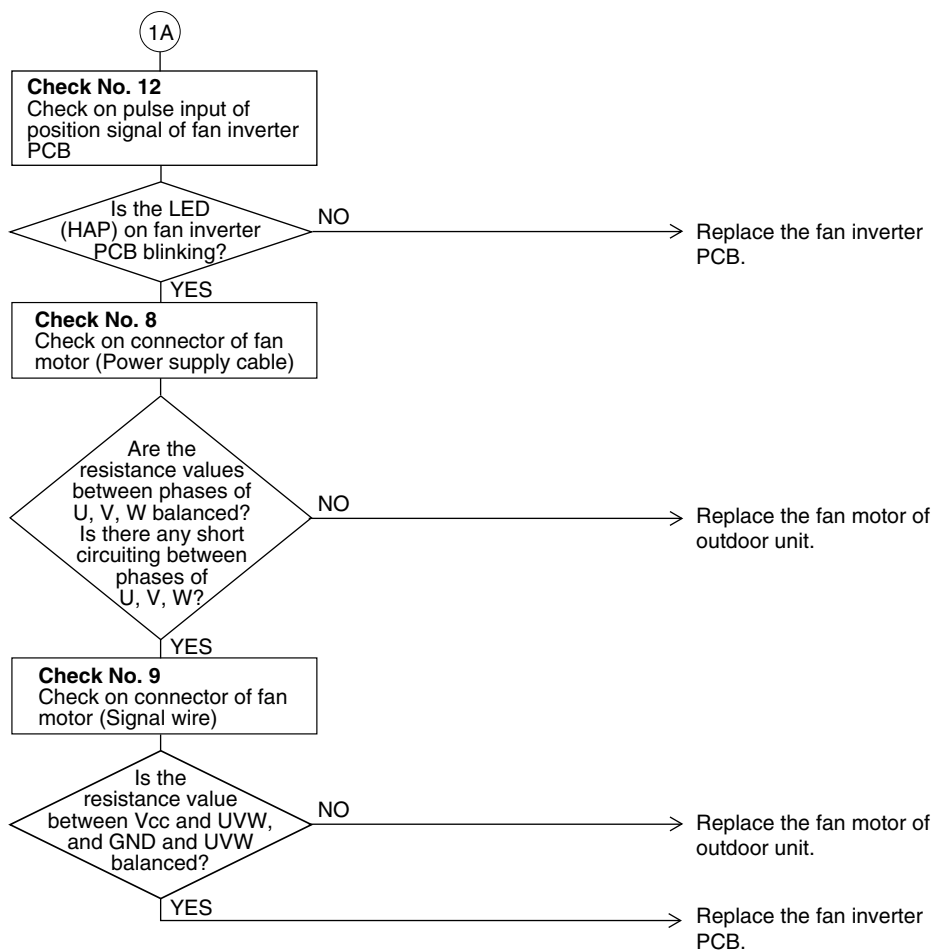 1A
Check No. 12
Check on pulse input of
position signal of fan inverter
PCB
Is the LED
(HAP) on fan inverter
PCB blinking?
NO
Replace the fan inverter
PCB.
YES
Check No. 8
Check on connector of fan
motor (Power supply cable)
Are the
resistance values
between phases of
U, V, W balanced?
Is there any short
circuiting between
phases of
U, V, W?
NO
Replace the fan motor of
outdoor unit.
YES
Check No. 9
Check on connector of fan
motor (Signal wire)
Is the
resistance value
between Vcc and UVW,
and GND and UVW
balanced?
NO
Replace the fan motor of
outdoor unit.
YES
Replace the fan inverter
PCB.